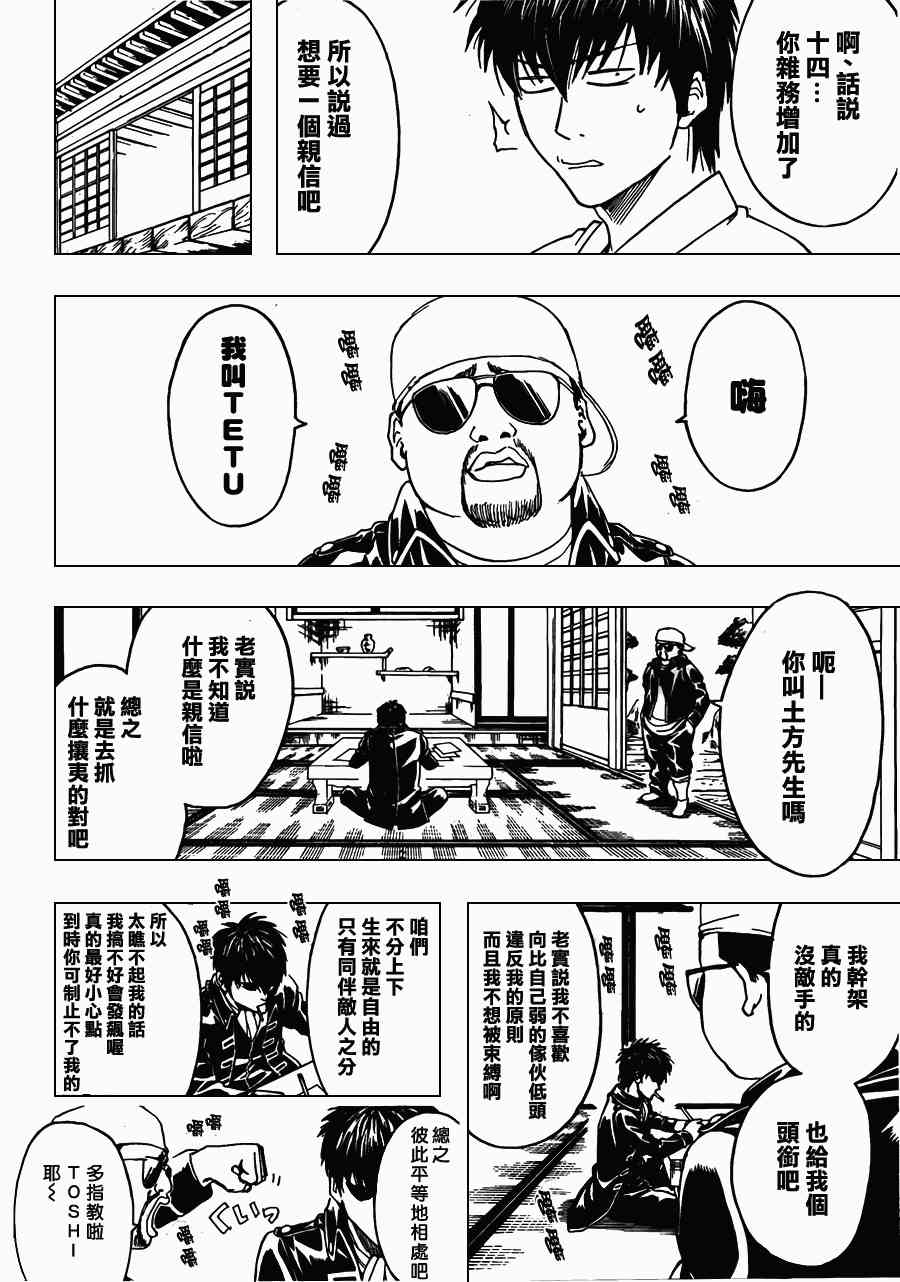 啊、話說
十四…
你雜務增加了
所以說過
想要一個親信吧
嗨
我叫TETU
呃—
你叫土方先生嗎
老實說
我不知道
什麼是親信啦
總之
就是去抓
什麼攘夷的對吧
我幹架
真的
沒敵手的
也給我個
頭銜吧
老實說我不喜歡
向比自己弱的傢伙低頭
違反我的原則
而且我不想被束縛啊
咱們
不分上下
生來就是自由的
只有同伴敵人之分
所以
太瞧不起我的話
我搞不好會發飆喔
真的最好小心點
到時你可制止不了我的
總之
彼此平等地相處吧
多指教啦
TOSHI
耶~
ぐいっ